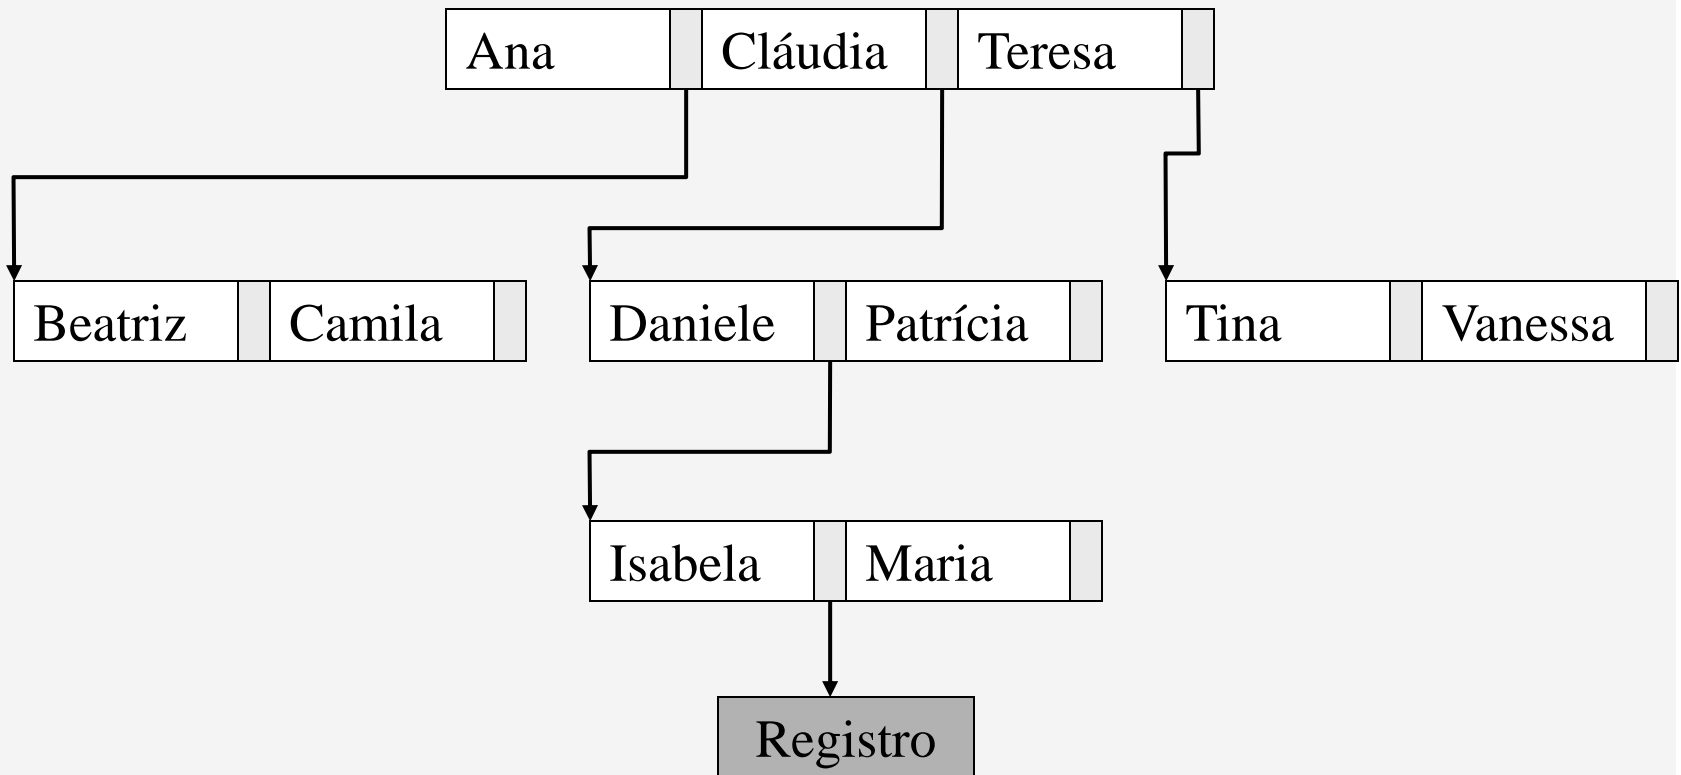 Ana Cláudia Teresa
Beatriz Camila Daniele Patrícia Tina Vanessa
Isabela Maria
Registro